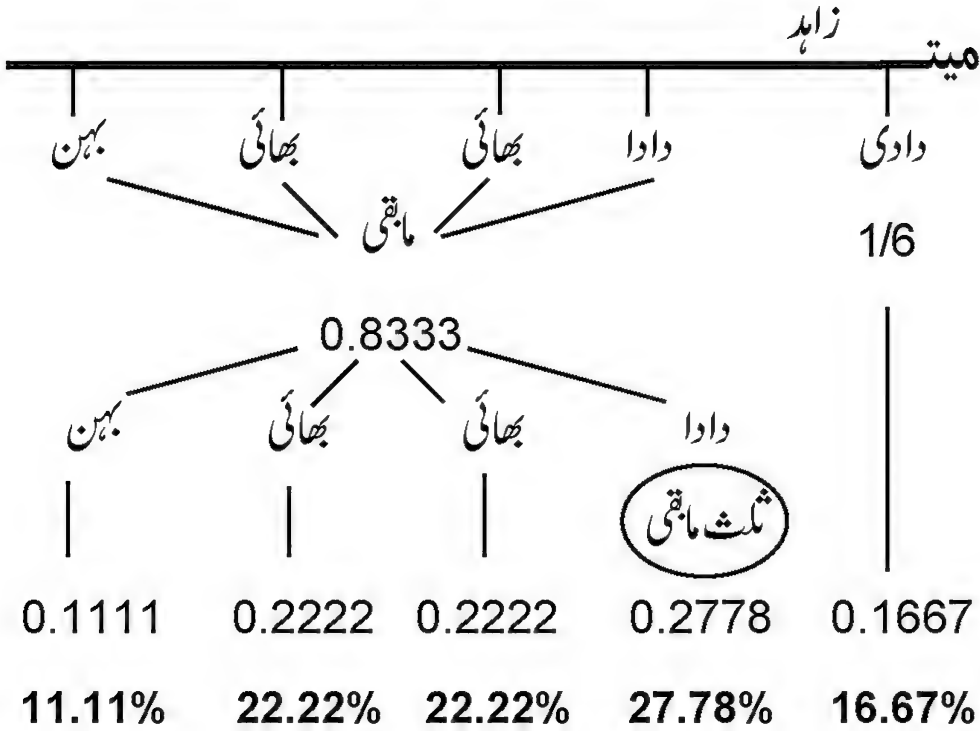 زاہد
میت
دادی دادا بھائی بھائی بہن
1/6 مابقی
0.8333
دادا بھائی بھائی بہن
ثلث مابقی
0.1667 0.2778 0.2222 0.2222 0.1111
16.67% 27.78% 22.22% 22.22% 11.11%